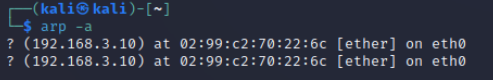 ┌──(kali㉿kali)-[~]
└─$ arp -a
? (192.168.3.10) at 02:99:c2:70:22:6c [ether] on eth0
? (192.168.3.10) at 02:99:c2:70:22:6c [ether] on eth0